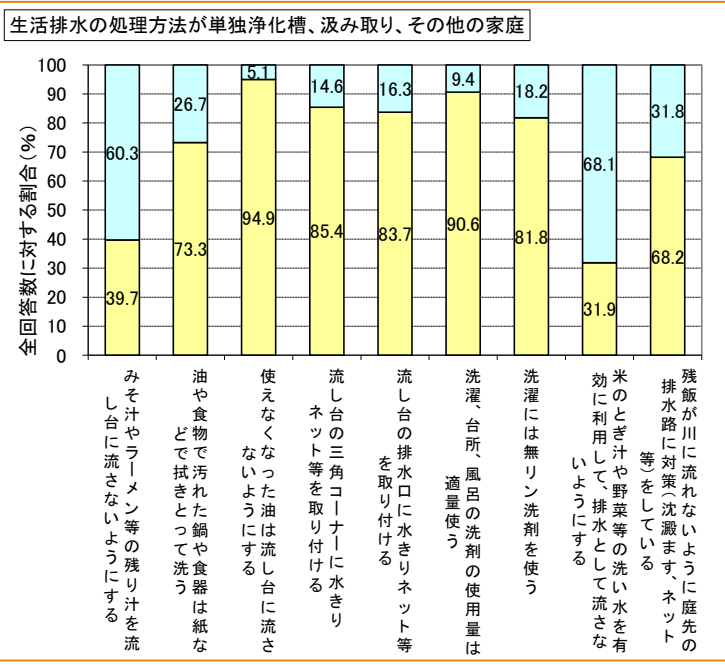 生活排水の処理方法が単独浄化槽、汲み取り、その他の家庭
全回答数に対する割合(%)
100
90
80
70
60
50
40
30
20
10
0
60.3
39.7
26.7
73.3
5.1
94.9
14.6
85.4
16.3
83.7
9.4
90.6
18.2
81.8
68.1
31.9
31.8
68.2
みそ汁やラーメン等の残り汁を流
し台に流さないようにする
油や食物で汚れた鍋や食器は紙な
どで拭きとって洗う
使えなくなった油は流し台に流さ
ないようにする
流し台の三角コーナーに水きり
ネット等を取り付ける
流し台の排水口に水きりネット等
を取り付ける
洗濯、台所、風呂の洗剤の使用量は
適量使う
洗濯には無リン洗剤を使う
米のとぎ汁や野菜等の洗い水を有
効に利用して、排水として流さな
いようにする
残飯が川に流れないように庭先の
排水路に対策(沈澱ます、ネット
等)をしている